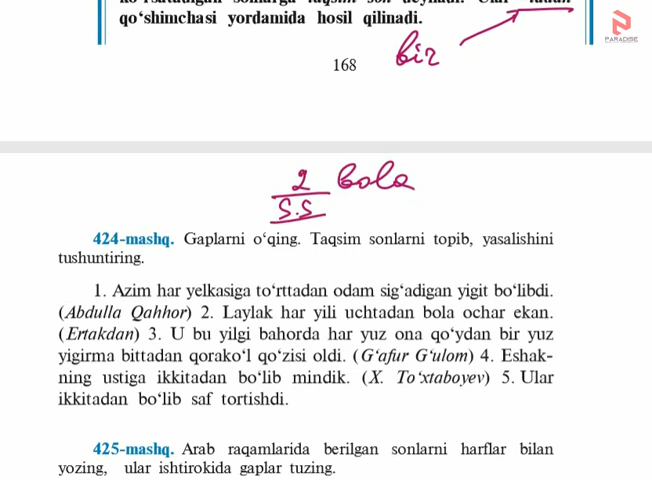 qo‘shimchasi yordamida hosil qilinadi.
PARADISE
bir
168
2 bola
S.S
424-mashq. Gaplarni o‘qing. Taqsim sonlarni topib, yasalishini
tushuntiring.
1. Azim har yelkasiga to‘rttadan odam sig‘adigan yigit bo‘libdi.
(Abdulla Qahhor) 2. Laylak har yili uchtadan bola ochar ekan.
(Ertakdan) 3. U bu yilgi bahorda har yuz ona qo‘ydan bir yuz
yigirma bittadan qorako‘l qo‘zisi oldi. (G‘afur G‘ulom) 4. Eshak-
ning ustiga ikkitadan bo‘lib mindik. (X. To‘xtaboyev) 5. Ular
ikkitadan bo‘lib saf tortishdi.
425-mashq. Arab raqamlarida berilgan sonlarni harflar bilan
yozing, ular ishtirokida gaplar tuzing.